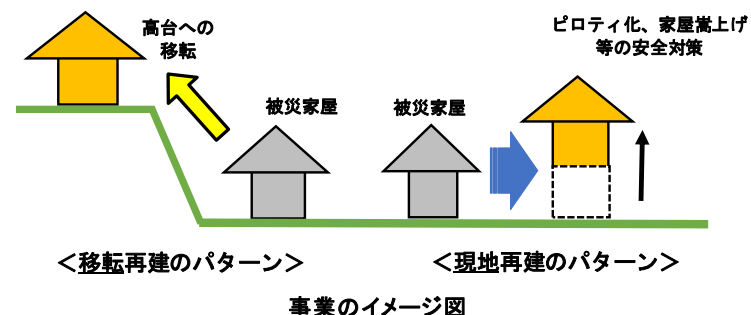 高台への
移転
ピロティ化、家屋嵩上げ
等の安全対策
被災家屋
被災家屋
＜移転再建のパターン＞
＜現地再建のパターン＞
事業のイメージ図